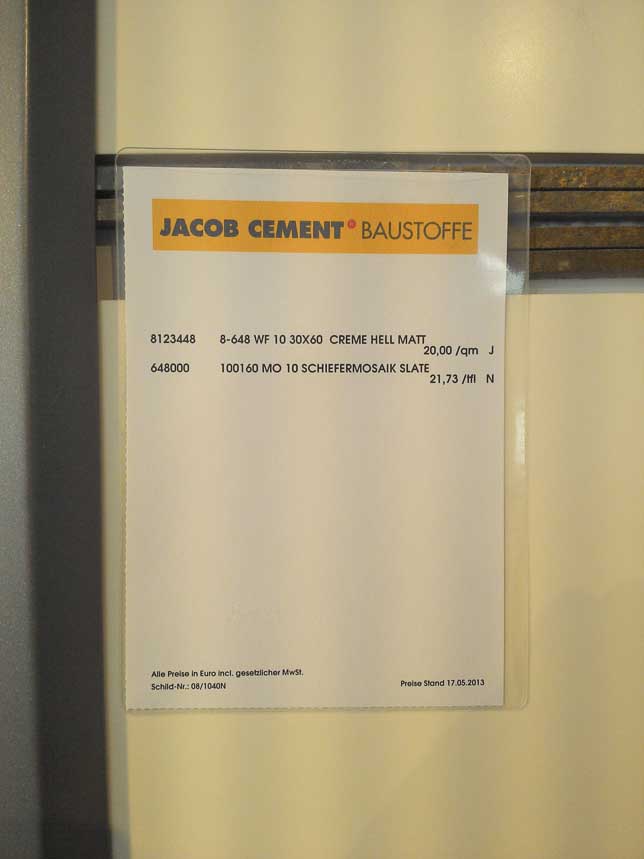 JACOB CEMENT BAUSTOFFE
8123448 8-648 WF 10 30X60 CREME HELL MATT
20,00 /qm J
648000 100160 MO 10 SCHIEFERMOSAIK SLATE
21,73 /tfl N
Alle Preise in Euro incl. gesetzlicher MwSt.
Schild-Nr.: 08/1040N
Preise Stand 17.05.2013